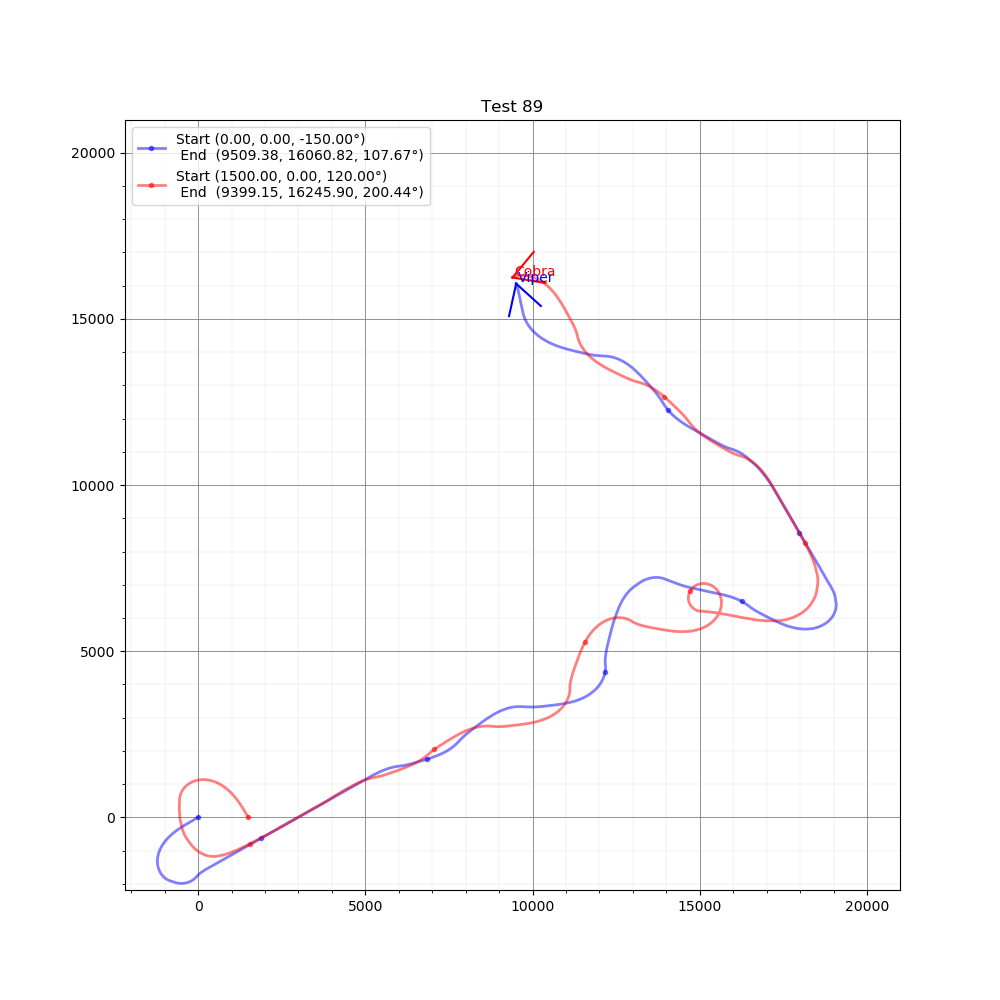 Test 89
Start (0.00, 0.00, -150.00°)
End (9509.38, 16060.82, 107.67°)
Start (1500.00, 0.00, 120.00°)
End (9399.15, 16245.90, 200.44°)
20000
15000
10000
5000
0
Cobra
Viper
0
5000
10000
15000
20000